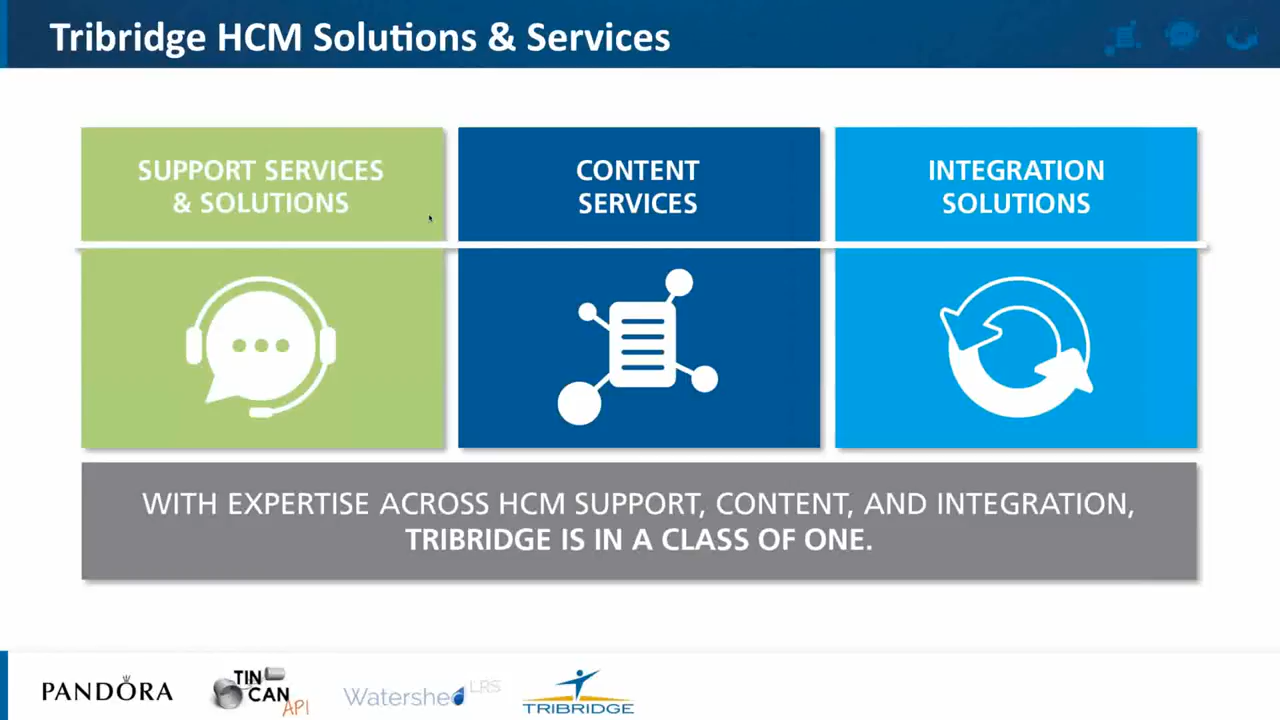 Tribridge HCM Solutions & Services
SUPPORT SERVICES
& SOLUTIONS
CONTENT
SERVICES
INTEGRATION
SOLUTIONS
WITH EXPERTISE ACROSS HCM SUPPORT, CONTENT, AND INTEGRATION,
TRIBRIDGE IS IN A CLASS OF ONE.
PANDÓRA
TIN
CAN
API
Watershed LRS
TRIBRIDGE